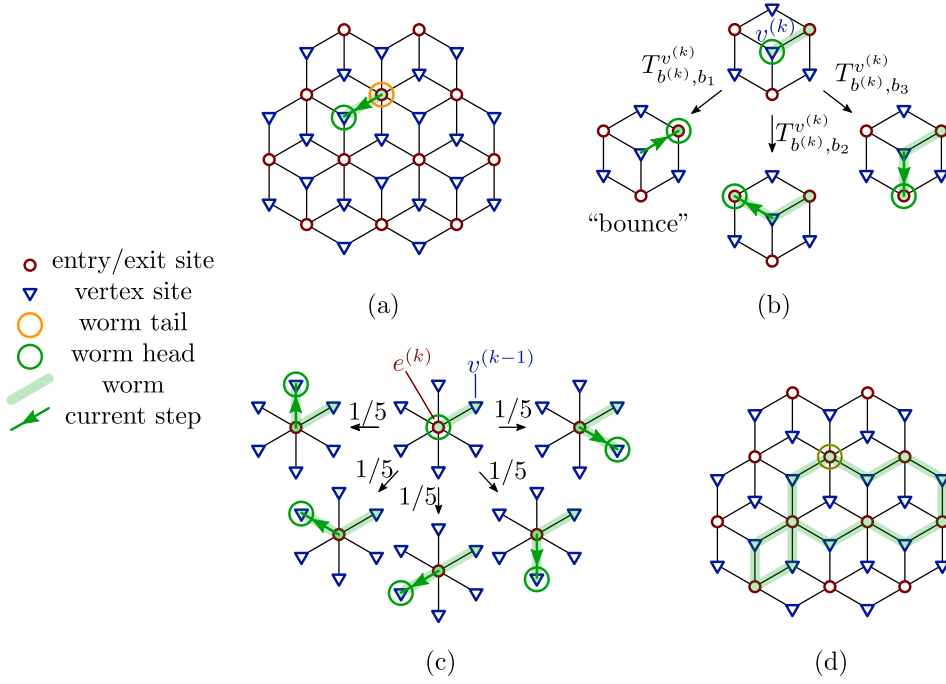 v^{(k)}
T^{v^{(k)}}_{b^{(k)},b_1}
T^{v^{(k)}}_{b^{(k)},b_3}
T^{v^{(k)}}_{b^{(k)},b_2}
“bounce”
entry/exit site
vertex site
worm tail
worm head
worm
current step
(a)
(b)
e^{(k)}
v^{(k−1)}
1/5
1/5
1/5
1/5
1/5
(c)
(d)